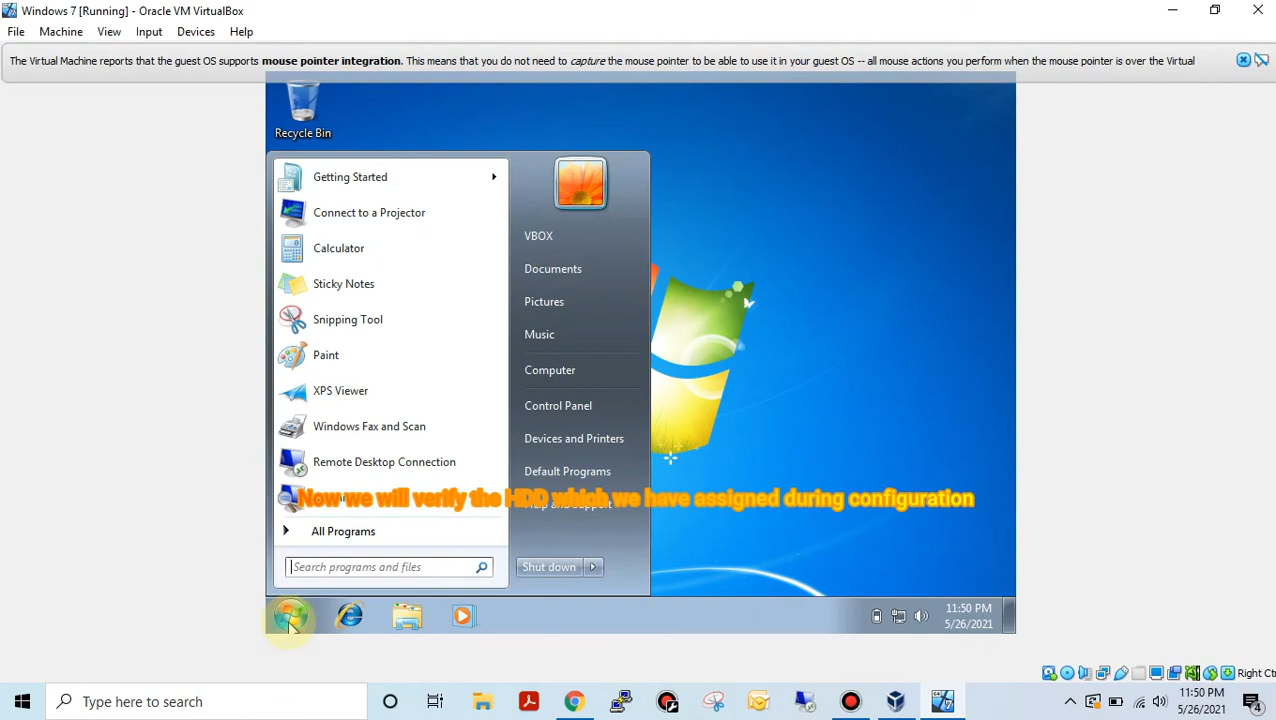 Windows 7 [Running] - Oracle VM VirtualBox
File Machine View Input Devices Help
The Virtual Machine reports that the guest OS supports mouse pointer integration. This means that you do not need to capture the mouse pointer to be able to use it in your guest OS -- all mouse actions you perform when the mouse pointer is over the Virtual
Recycle Bin
Getting Started
Connect to a Projector
Calculator
Sticky Notes
Snipping Tool
Paint
XPS Viewer
Windows Fax and Scan
Remote Desktop Connection
All Programs
Search programs and files
VBOX
Documents
Pictures
Music
Computer
Control Panel
Devices and Printers
Default Programs
Help and Support
Shut down
Now we will verify the HDD which we have assigned during configuration
11:50 PM
5/26/2021
Right Ct
Type here to search
11:50 PM
5/26/2021
4